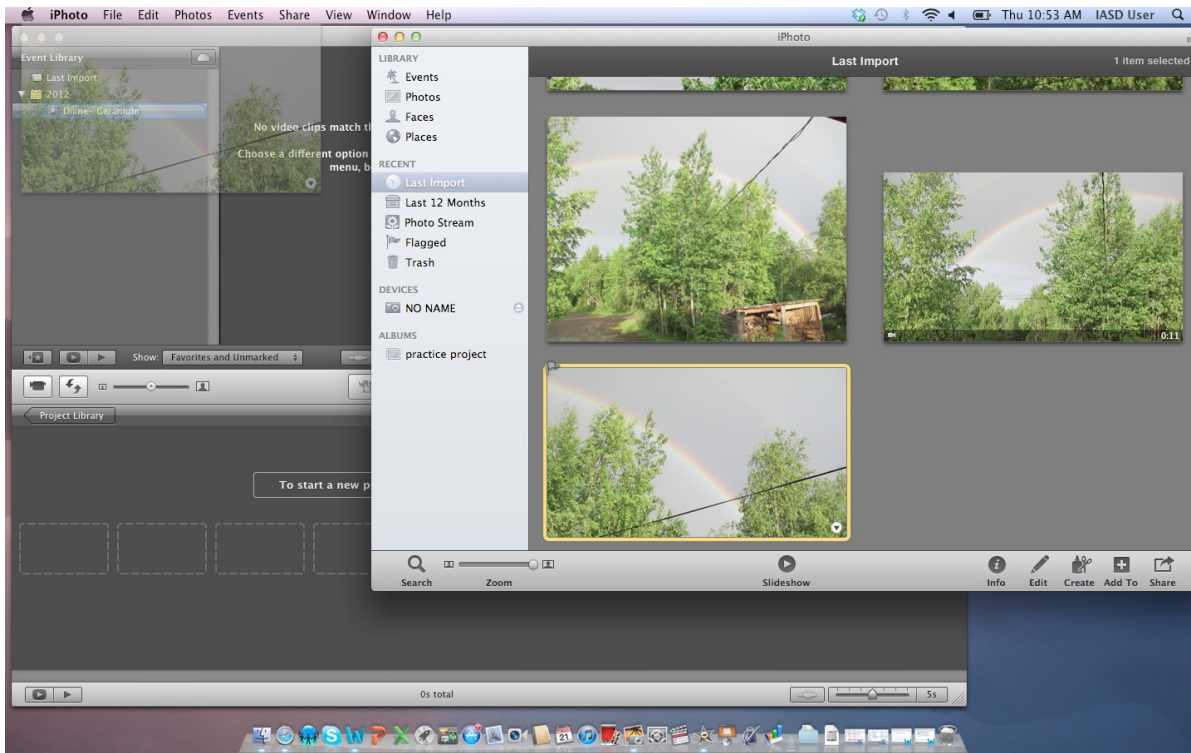 iPhoto File Edit Photos Events Share View Window Help
Thu 10:53 AM IASD User
Event Library
Last Import
2012
Diane- Geranium
No video clips match th
Choose a different option
menu, b
Show: Favorites and Unmarked
Project Library
To start a new p
0s total
5s
iPhoto
Last Import
1 item selected
LIBRARY
Events
Photos
Faces
Places
RECENT
Last Import
Last 12 Months
Photo Stream
Flagged
Trash
DEVICES
NO NAME
ALBUMS
practice project
0:11
Search Zoom Slideshow Info Edit Create Add To Share